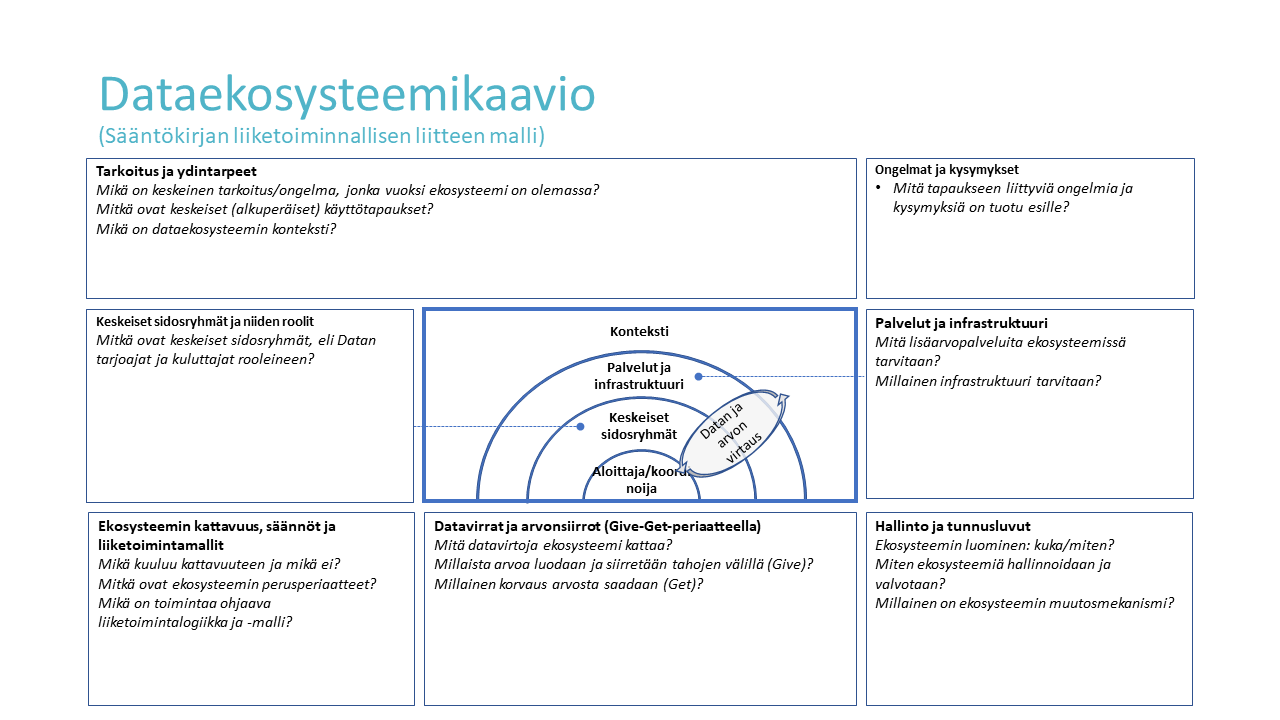 Dataekosysteemikaavio
(Sääntökirjan liiketoiminnallisen liitteen malli)
Tarkoitus ja ydintarpeet
Mikä on keskeinen tarkoitus/ongelma, jonka vuoksi ekosysteemi on olemassa?
Mitkä ovat keskeiset (alkuperäiset) käyttötapaukset?
Mikä on dataekosysteemin konteksti?
Ongelmat ja kysymykset
• Mitä tapaukseen liittyviä ongelmia ja
kysymyksiä on tuotu esille?
Keskeiset sidosryhmät ja niiden roolit
Mitkä ovat keskeiset sidosryhmät, eli Datan
tarjoajat ja kuluttajat rooleineen?
Konteksti
Palvelut ja
infrastruktuuri
Keskeiset
sidosryhmät
Datan ja
arvon
virtaus
Aloittaja/koordi
noija
Palvelut ja infrastruktuuri
Mitä lisäarvopalveluita ekosysteemissä
tarvitaan?
Millainen infrastruktuuri tarvitaan?
Ekosysteemin kattavuus, säännöt ja
liiketoimintamallit
Mikä kuuluu kattavuuteen ja mikä ei?
Mitkä ovat ekosysteemin perusperiaatteet?
Mikä on toimintaa ohjaava
liiketoimintalogiikka ja -malli?
Datavirrat ja arvonsiirrot (Give-Get-periaatteella)
Mitä datavirtoja ekosysteemi kattaa?
Millaista arvoa luodaan ja siirretään tahojen välillä (Give)?
Millainen korvaus arvosta saadaan (Get)?
Hallinto ja tunnusluvut
Ekosysteemin luominen: kuka/miten?
Miten ekosysteemiä hallinnoidaan ja
valvotaan?
Millainen on ekosysteemin muutosmekanismi?